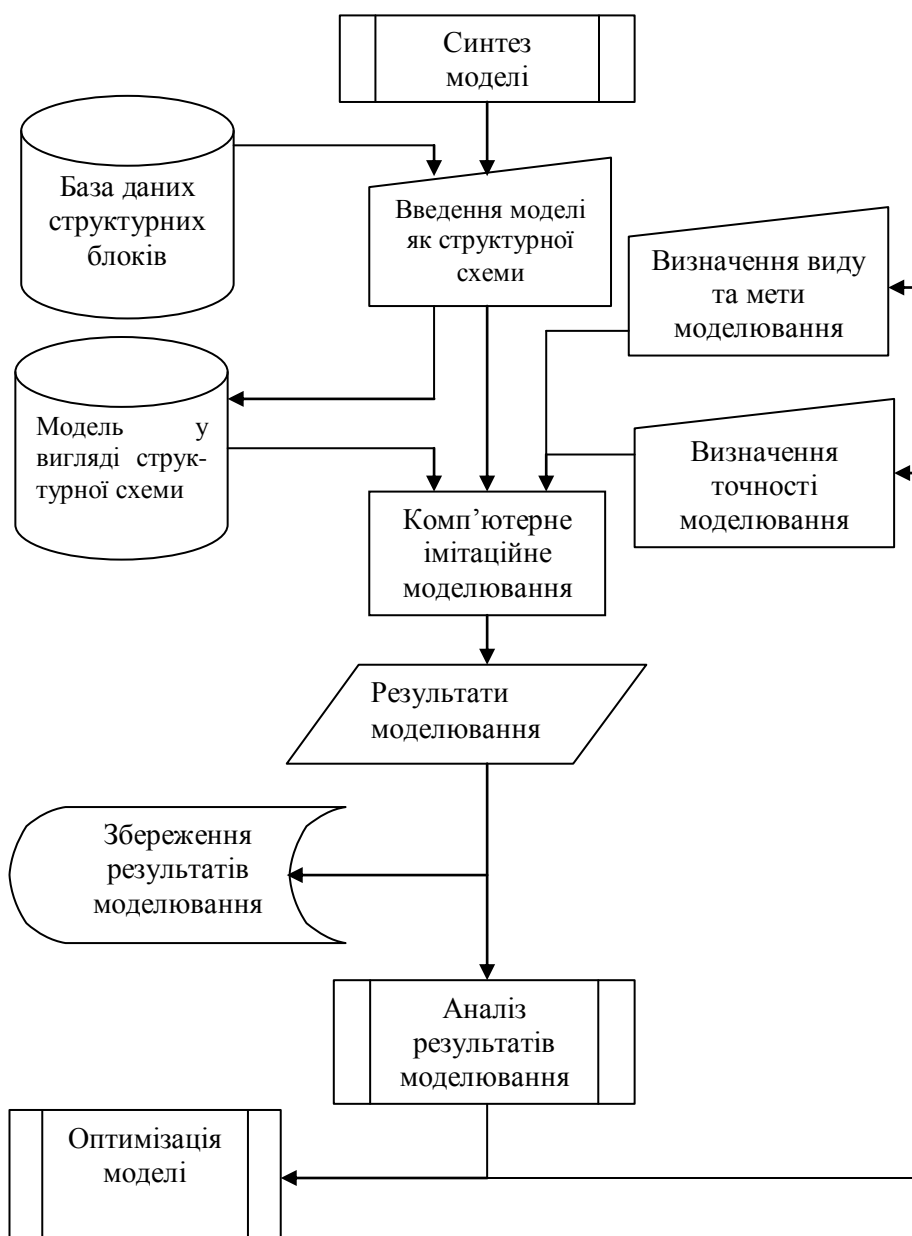 Синтез
моделі
База даних
структурних
блоків
Введення моделі
як структурної
схеми
Визначення виду
та мети
моделювання
Модель у
вигляді струк-
турної схеми
Визначення
точності
моделювання
Комп’ютерне
імітаційне
моделювання
Результати
моделювання
Збереження
результатів
моделювання
Аналіз
результатів
моделювання
Оптимізація
моделі